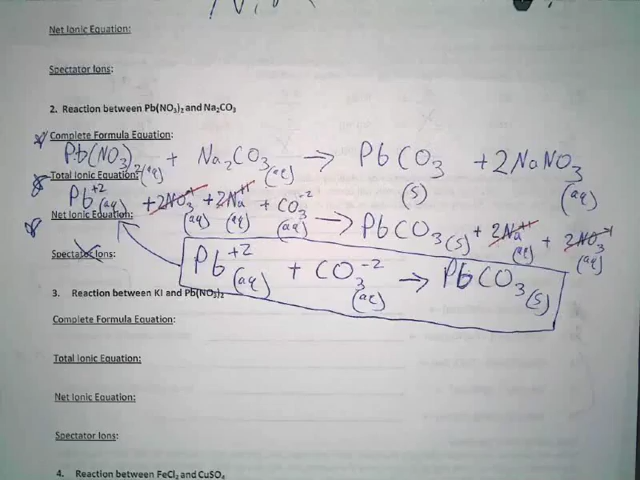 Net Ionic Equation:
Spectator Ions:
2. Reaction between Pb(NO₃)₂ and Na₂CO₃
Complete Formula Equation:
Pb(NO₃)₂(aq) + Na₂CO₃(aq) → PbCO₃(s) + 2NaNO₃(aq)
Total Ionic Equation:
Pb⁺²(aq) + 2NO₃⁻¹(aq) + 2Na⁺¹(aq) + CO₃⁻²(aq) → PbCO₃(s) + 2Na⁺¹(aq) + 2NO₃⁻¹(aq)
Net Ionic Equation:
Spectator Ions:
Pb⁺²(aq) + CO₃⁻²(aq) → PbCO₃(s)
3. Reaction between KI and Pb(NO₃)₂
Complete Formula Equation:
Total Ionic Equation:
Net Ionic Equation:
Spectator Ions:
4. Reaction between FeCl₂ and CuSO₄